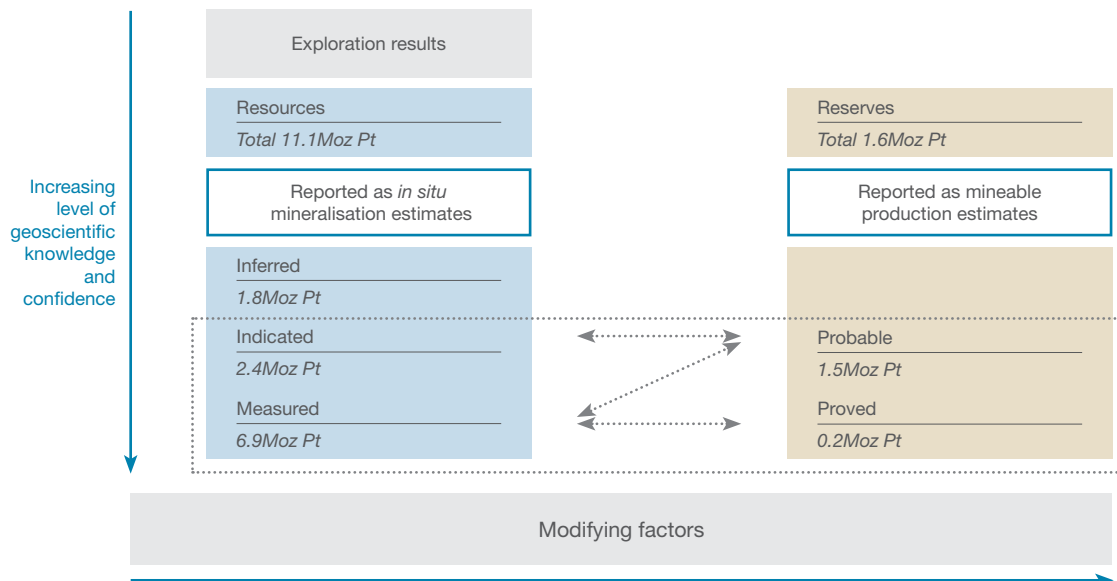 Exploration results
Resources
Total 11.1Moz Pt
Reserves
Total 1.6Moz Pt
Increasing
level of
geoscientific
knowledge
and
confidence
Reported as in situ
mineralisation estimates
Reported as mineable
production estimates
Inferred
1.8Moz Pt
Indicated
2.4Moz Pt
Probable
1.5Moz Pt
Measured
6.9Moz Pt
Proved
0.2Moz Pt
Modifying factors